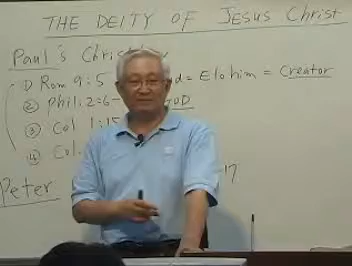 THE DEITY OF JESUS Christ
Paul's
① Rom 9:5 = Elohim = Creator
② Phil. 2:6- GOD
③ Col 1:15
④ Col.
Peter -17